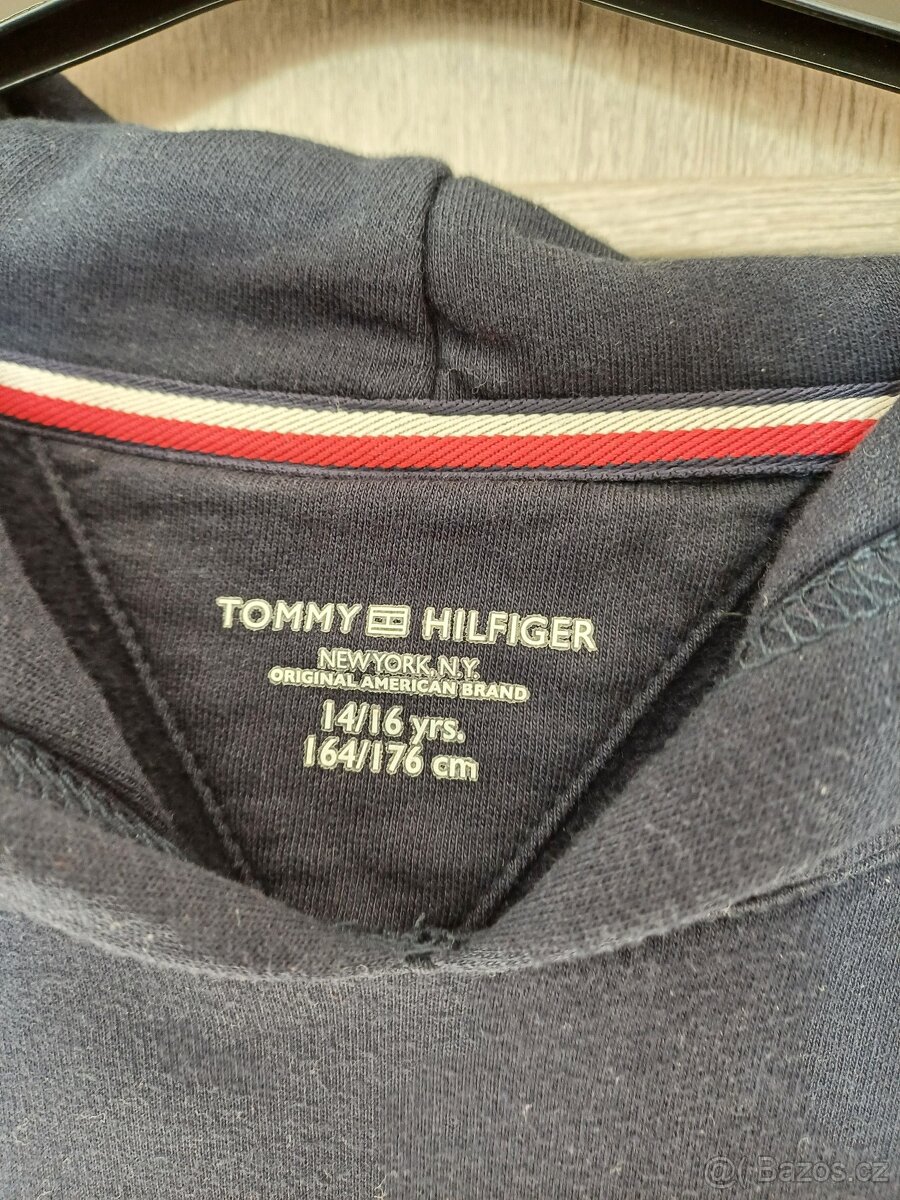 TOMMY HILFIGER
NEW YORK, N.Y.
ORIGINAL AMERICAN BRAND
14/16 yrs.
164/176 cm
@ Bazos.cz